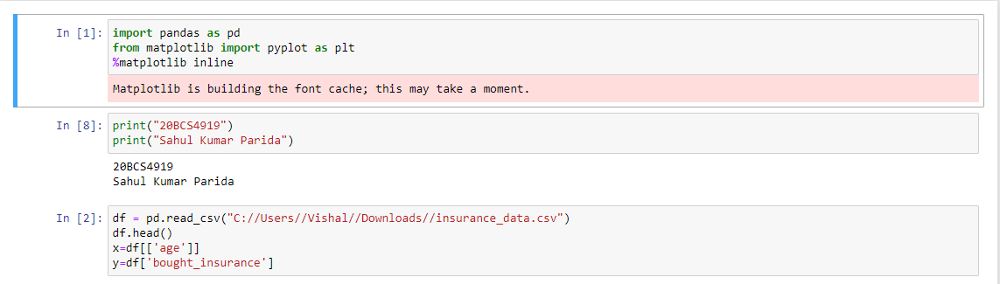 In [1]: import pandas as pd
from matplotlib import pyplot as plt
%matplotlib inline
Matplotlib is building the font cache; this may take a moment.
In [8]: print("20BCS4919")
print("Sahul Kumar Parida")
20BCS4919
Sahul Kumar Parida
In [2]: df = pd.read_csv("C://Users//Vishal//Downloads//insurance_data.csv")
df.head()
x=df[['age']]
y=df['bought_insurance']